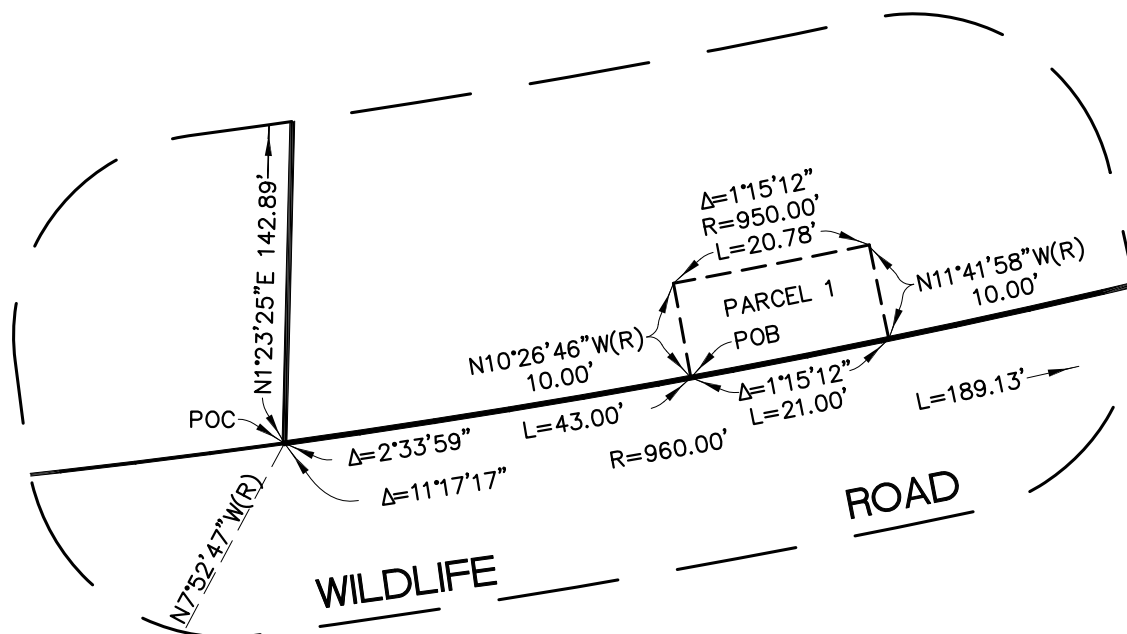 Δ=1°15'12"
R=950.00'
L=20.78'
N1°23'25"E 142.89'
N11°41'58"W(R)
10.00'
PARCEL 1
POB
N10°26'46"W(R)
10.00'
Δ=1°15'12"
L=21.00'
L=189.13'
POC
L=43.00'
R=960.00'
Δ=2°33'59"
Δ=11°17'17"
N7°52'47"W(R)
WILDLIFE ROAD